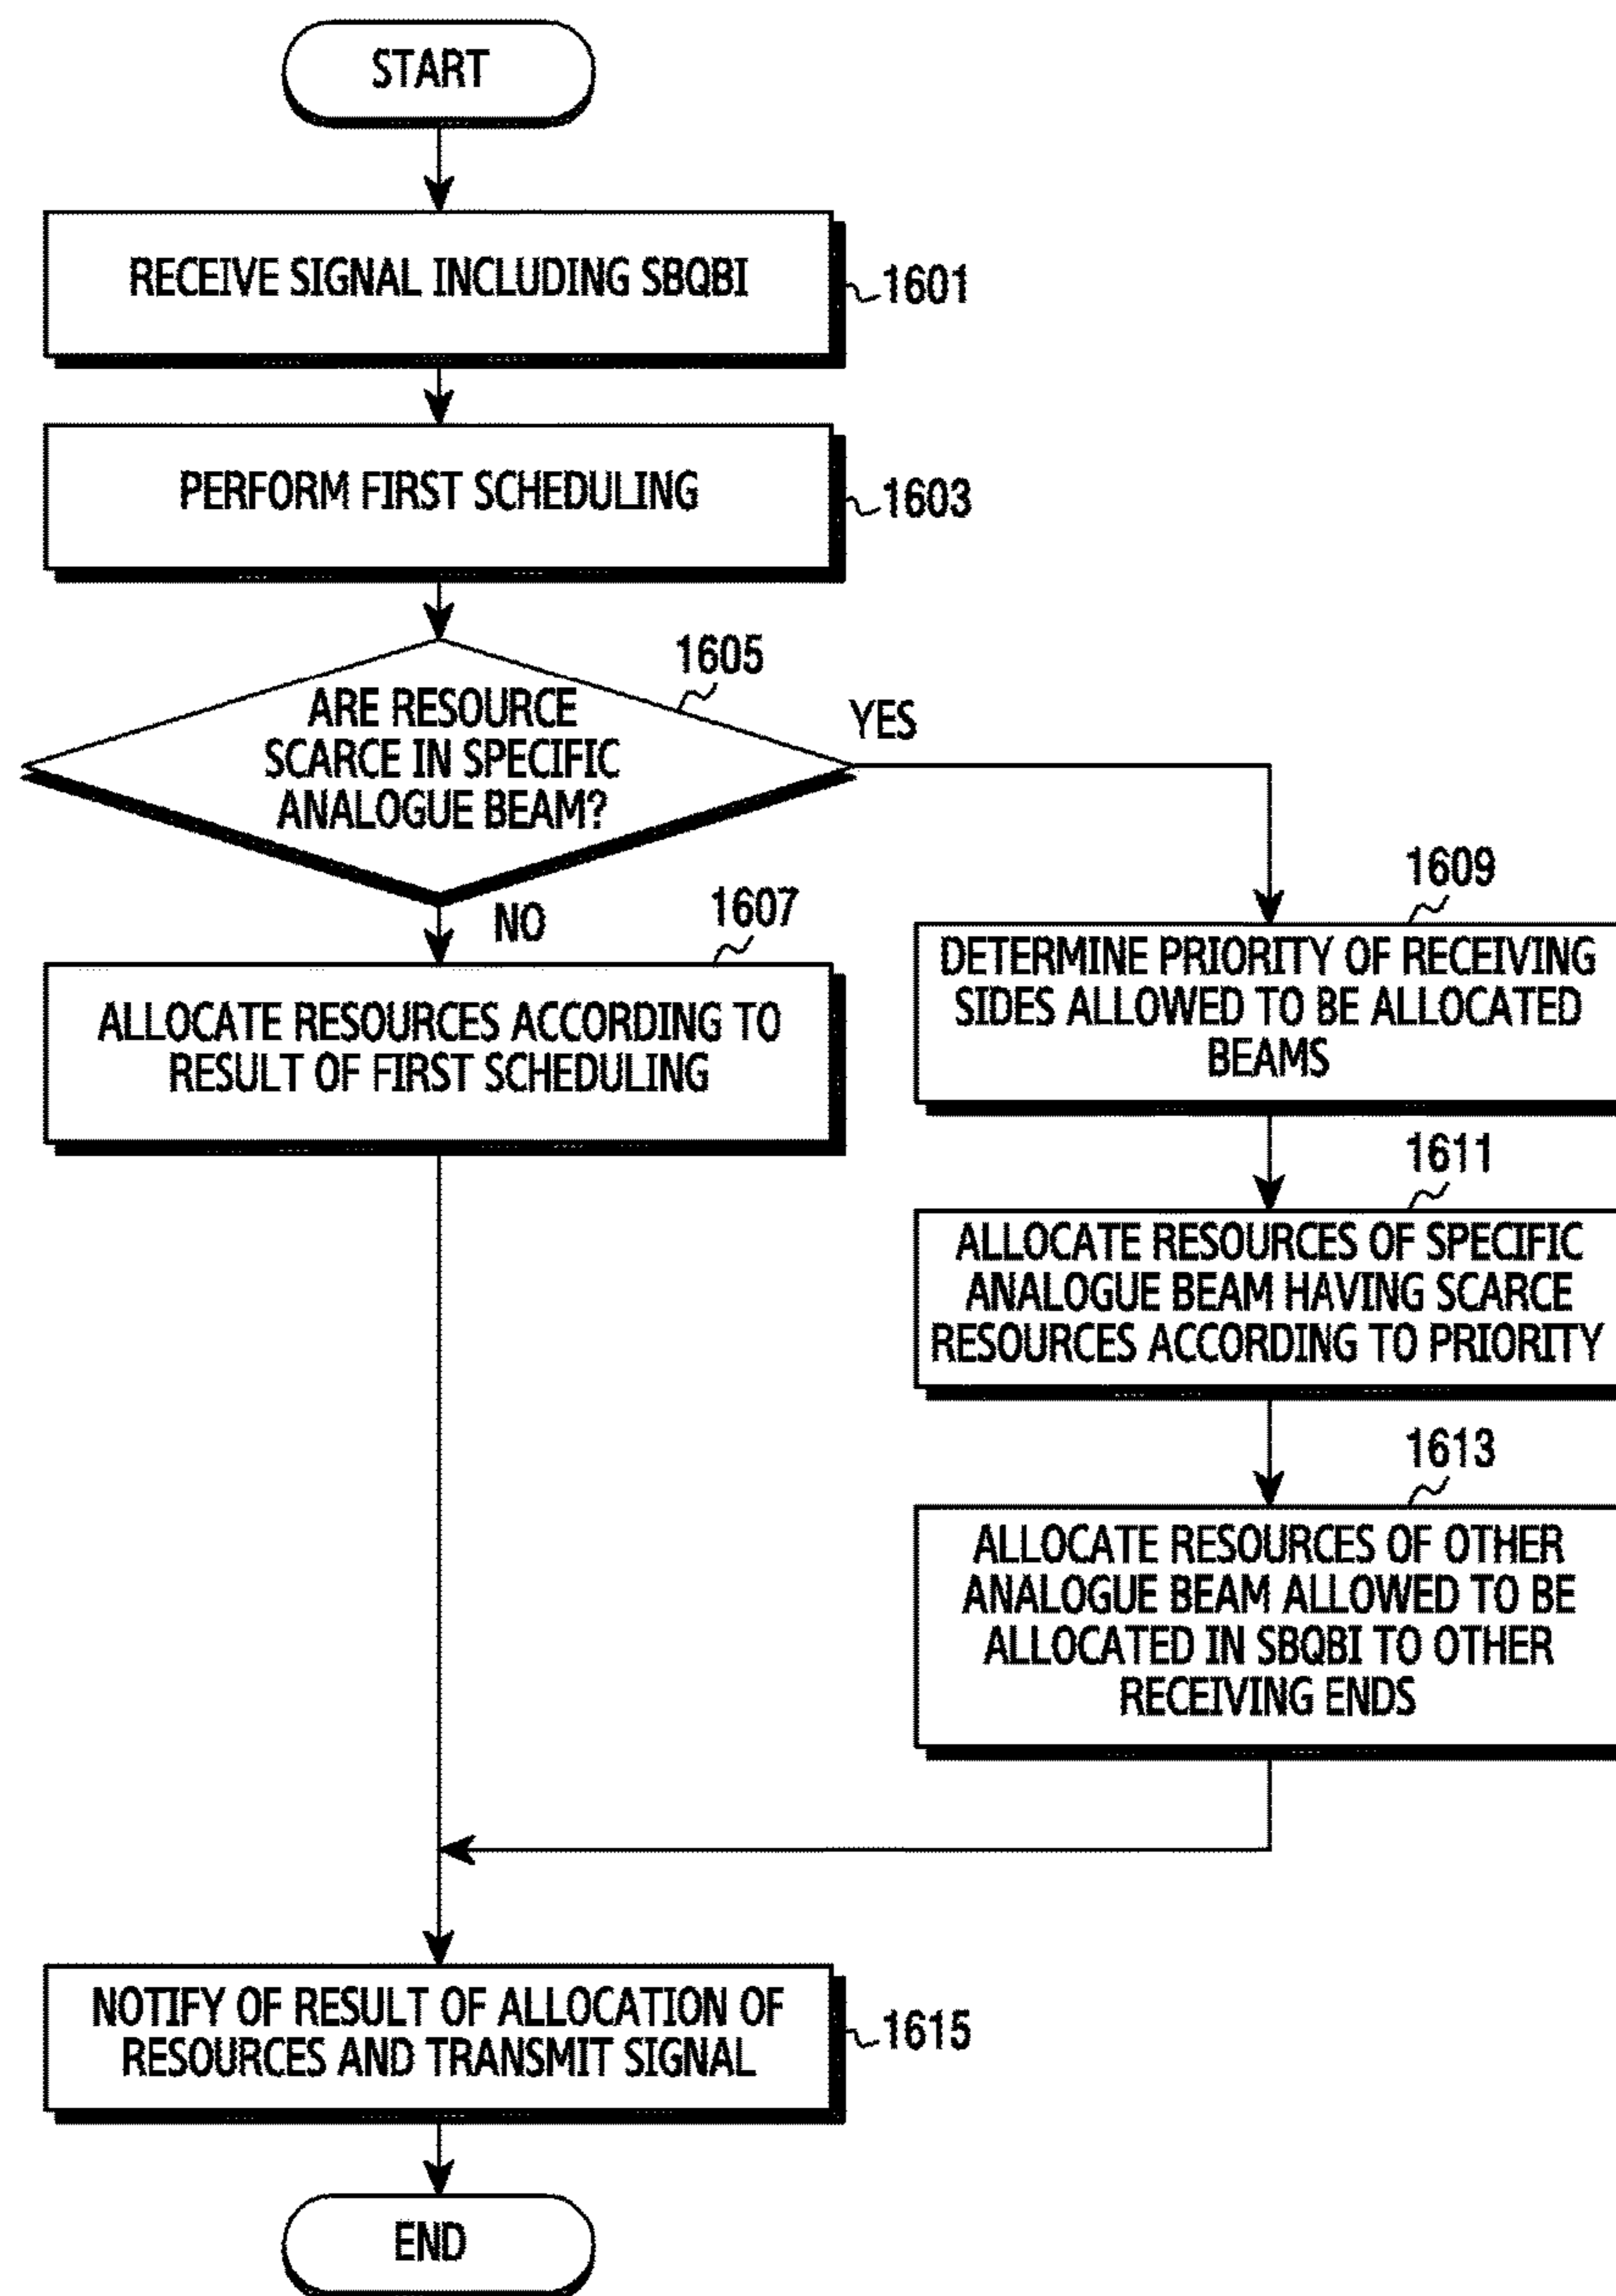 START
RECEIVE SIGNAL INCLUDING SBQBI
1601
PERFORM FIRST SCHEDULING
1603
1605
ARE RESOURCE
SCARCE IN SPECIFIC
ANALOGUE BEAM?
YES
NO
1607
ALLOCATE RESOURCES ACCORDING TO
RESULT OF FIRST SCHEDULING
1609
DETERMINE PRIORITY OF RECEIVING
SIDES ALLOWED TO BE ALLOCATED
BEAMS
1611
ALLOCATE RESOURCES OF SPECIFIC
ANALOGUE BEAM HAVING SCARCE
RESOURCES ACCORDING TO PRIORITY
1613
ALLOCATE RESOURCES OF OTHER
ANALOGUE BEAM ALLOWED TO BE
ALLOCATED IN SBQBI TO OTHER
RECEIVING ENDS
NOTIFY OF RESULT OF ALLOCATION OF
RESOURCES AND TRANSMIT SIGNAL
1615
END